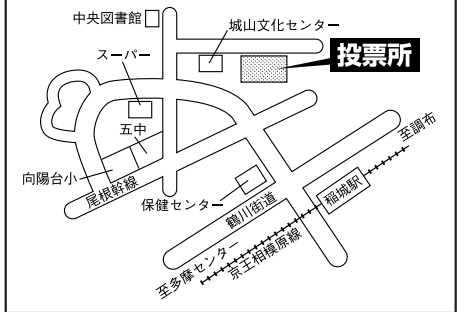 中央図書館
城山文化センター
スーパー
投票所
五中
至調布
向陽台小
尾根幹線
稲城駅
保健センター
鶴川街道
至多摩センター
京王相模原線